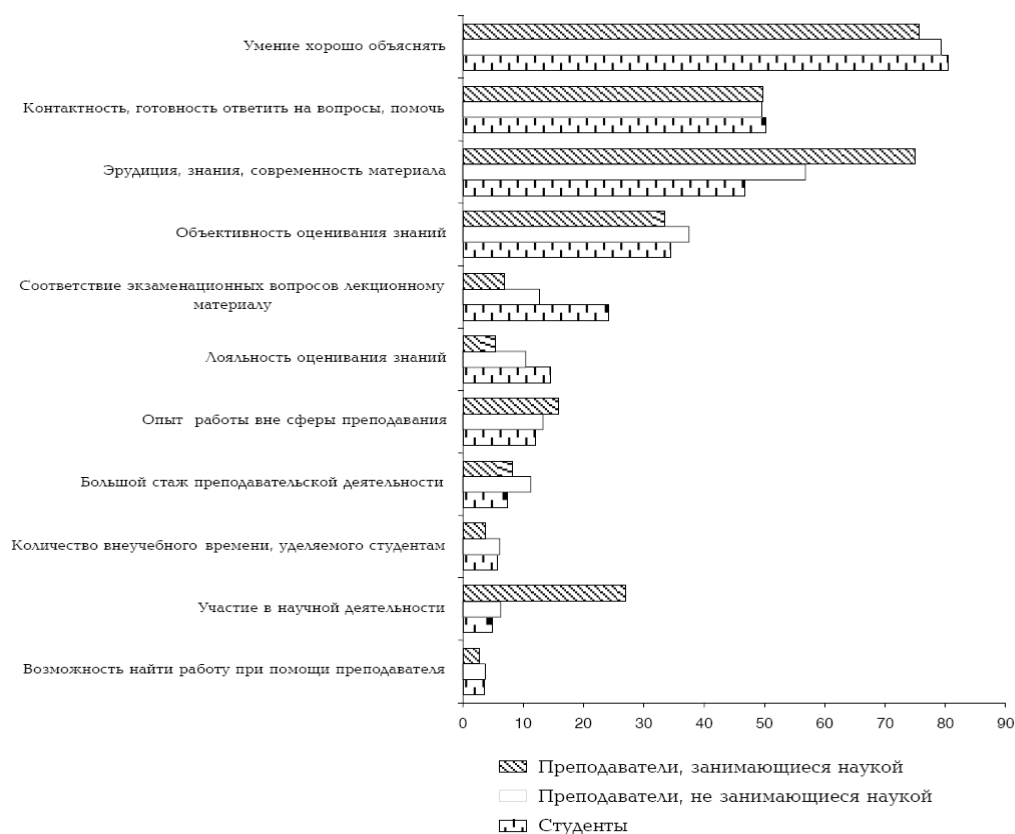 Умение хорошо объяснять
Контактность, готовность ответить на вопросы, помочь
Эрудиция, знания, современность материала
Объективность оценивания знаний
Соответствие экзаменационных вопросов лекционному
материалу
Лояльность оценивания знаний
Опыт работы вне сферы преподавания
Большой стаж преподавательской деятельности
Количество внеучебного времени, уделяемого студентам
Участие в научной деятельности
Возможность найти работу при помощи преподавателя
0 10 20 30 40 50 60 70 80 90
Преподаватели, занимающиеся наукой
Преподаватели, не занимающиеся наукой
Студенты